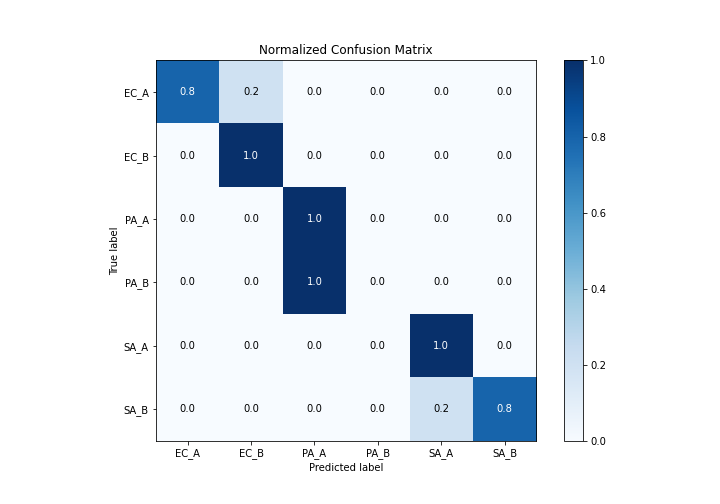 Normalized Confusion Matrix
True label
EC_A 0.8 0.2 0.0 0.0 0.0 0.0
EC_B 0.0 1.0 0.0 0.0 0.0 0.0
PA_A 0.0 0.0 1.0 0.0 0.0 0.0
PA_B 0.0 0.0 1.0 0.0 0.0 0.0
SA_A 0.0 0.0 0.0 0.0 1.0 0.0
SA_B 0.0 0.0 0.0 0.0 0.2 0.8
EC_A EC_B PA_A PA_B SA_A SA_B
Predicted label
1.0
0.8
0.6
0.4
0.2
0.0